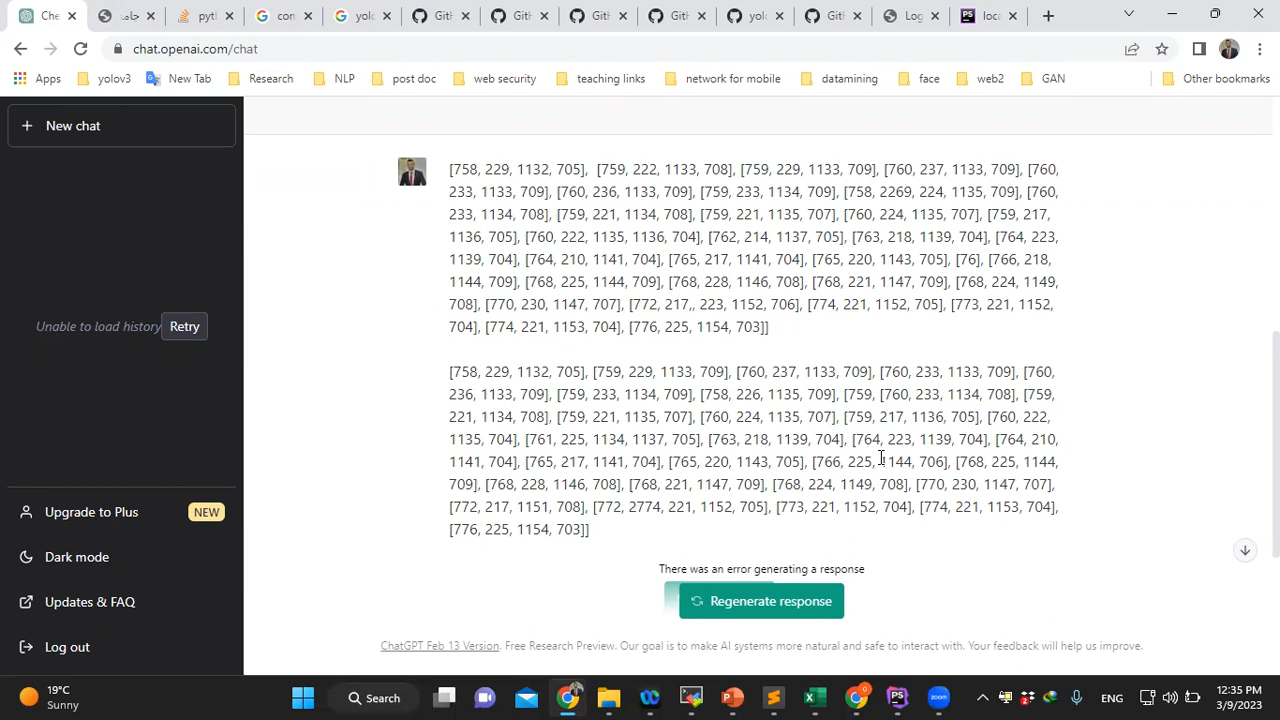 Che
جامـ
pytl
con
yolc
Gitl
Gitl
Gitl
Gitl
yolo
Gitl
Log
loca
chat.openai.com/chat
Apps yolov3 New Tab Research NLP post doc web security teaching links network for mobile datamining face web2 GAN Other bookmarks
New chat
[758, 229, 1132, 705], [759, 222, 1133, 708], [759, 229, 1133, 709], [760, 237, 1133, 709], [760,
233, 1133, 709], [760, 236, 1133, 709], [759, 233, 1134, 709], [758, 2269, 224, 1135, 709], [760,
233, 1134, 708], [759, 221, 1134, 708], [759, 221, 1135, 707], [760, 224, 1135, 707], [759, 217,
1136, 705], [760, 222, 1135, 1136, 704], [762, 214, 1137, 705], [763, 218, 1139, 704], [764, 223,
1139, 704], [764, 210, 1141, 704], [765, 217, 1141, 704], [765, 220, 1143, 705], [76], [766, 218,
1144, 709], [768, 225, 1144, 709], [768, 228, 1146, 708], [768, 221, 1147, 709], [768, 224, 1149,
708], [770, 230, 1147, 707], [772, 217,, 223, 1152, 706], [774, 221, 1152, 705], [773, 221, 1152,
704], [774, 221, 1153, 704], [776, 225, 1154, 703]]
Unable to load history Retry
[758, 229, 1132, 705], [759, 229, 1133, 709], [760, 237, 1133, 709], [760, 233, 1133, 709], [760,
236, 1133, 709], [759, 233, 1134, 709], [758, 226, 1135, 709], [759, [760, 233, 1134, 708], [759,
221, 1134, 708], [759, 221, 1135, 707], [760, 224, 1135, 707], [759, 217, 1136, 705], [760, 222,
1135, 704], [761, 225, 1134, 1137, 705], [763, 218, 1139, 704], [764, 223, 1139, 704], [764, 210,
1141, 704], [765, 217, 1141, 704], [765, 220, 1143, 705], [766, 225, 1144, 706], [768, 225, 1144,
709], [768, 228, 1146, 708], [768, 221, 1147, 709], [768, 224, 1149, 708], [770, 230, 1147, 707],
[772, 217, 1151, 708], [772, 2774, 221, 1152, 705], [773, 221, 1152, 704], [774, 221, 1153, 704],
[776, 225, 1154, 703]]
There was an error generating a response
Regenerate response
ChatGPT Feb 13 Version. Free Research Preview. Our goal is to make AI systems more natural and safe to interact with. Your feedback will help us improve.
Upgrade to Plus NEW
Dark mode
Updates & FAQ
Log out
19°C
Sunny
Search
ENG
12:35 PM
3/9/2023